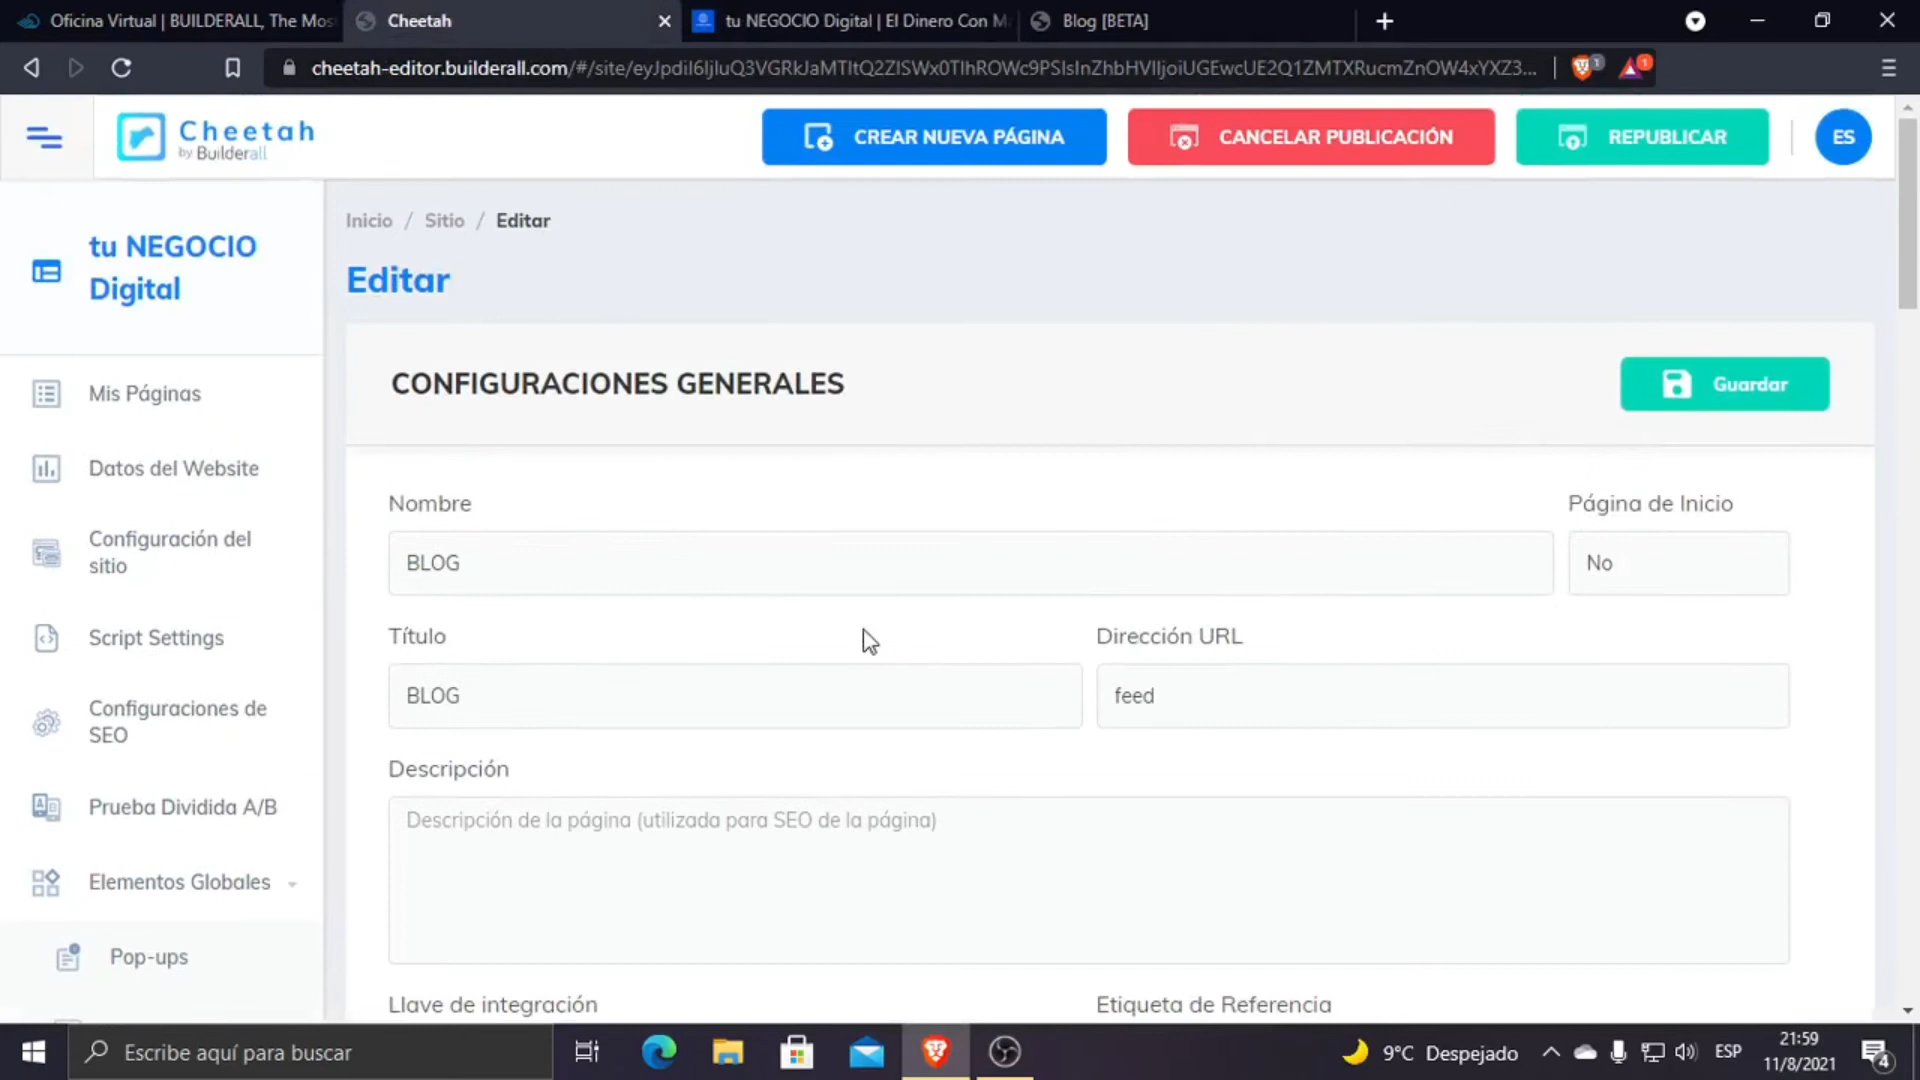 Oficina Virtual | BUILDERALL, The Mos
Cheetah
tu NEGOCIO Digital | El Dinero Con M
Blog [BETA]
cheetah-editor.builderall.com/#/site/
1
1
Cheetah
by Builderall
CREAR NUEVA PÁGINA
CANCELAR PUBLICACIÓN
REPUBLICAR
ES
tu NEGOCIO
Digital
Mis Páginas
Datos del Website
Configuración del
sitio
Script Settings
Configuraciones de
SEO
Prueba Dividida A/B
Elementos Globales
Pop-ups
Inicio / Sitio / Editar
Editar
CONFIGURACIONES GENERALES
Guardar
Nombre
Página de Inicio
BLOG
No
Título
Dirección URL
BLOG
feed
Descripción
Descripción de la página (utilizada para SEO de la página)
Llave de integración
Etiqueta de Referencia
Escribe aquí para buscar
9°C Despejado
ESP
21:59
11/8/2021
4